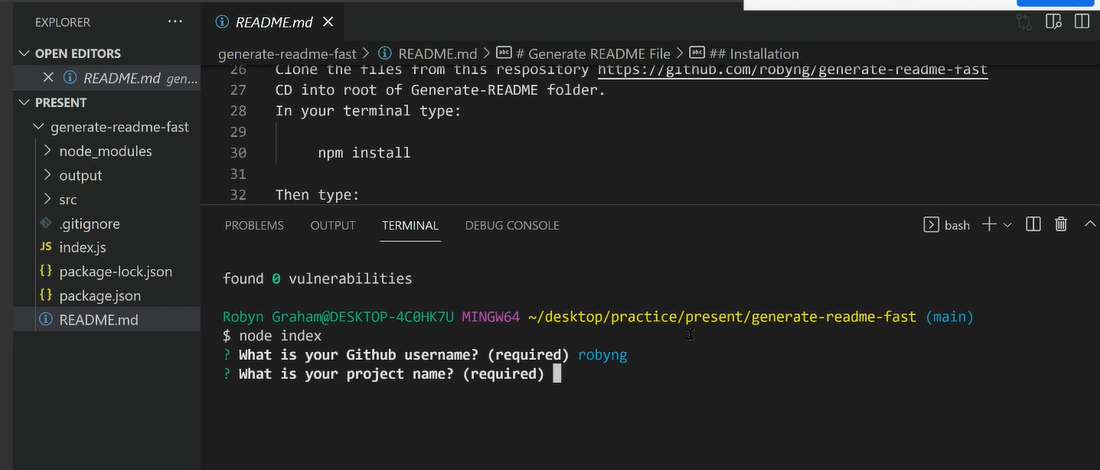 EXPLORER
OPEN EDITORS
README.md gen...
PRESENT
generate-readme-fast
node_modules
output
src
.gitignore
JS index.js
{} package-lock.json
{} package.json
README.md
README.md
generate-readme-fast > README.md > # Generate README File > ## Installation
26 Clone the files from this respository https://github.com/robyng/generate-readme-fast
27 CD into root of Generate-README folder.
28 In your terminal type:
29
30 npm install
31
32 Then type:
PROBLEMS OUTPUT TERMINAL DEBUG CONSOLE bash
found 0 vulnerabilities
Robyn Graham@DESKTOP-4C0HK7U MINGW64 ~/desktop/practice/present/generate-readme-fast (main)
$ node index
? What is your Github username? (required) robyng
? What is your project name? (required)